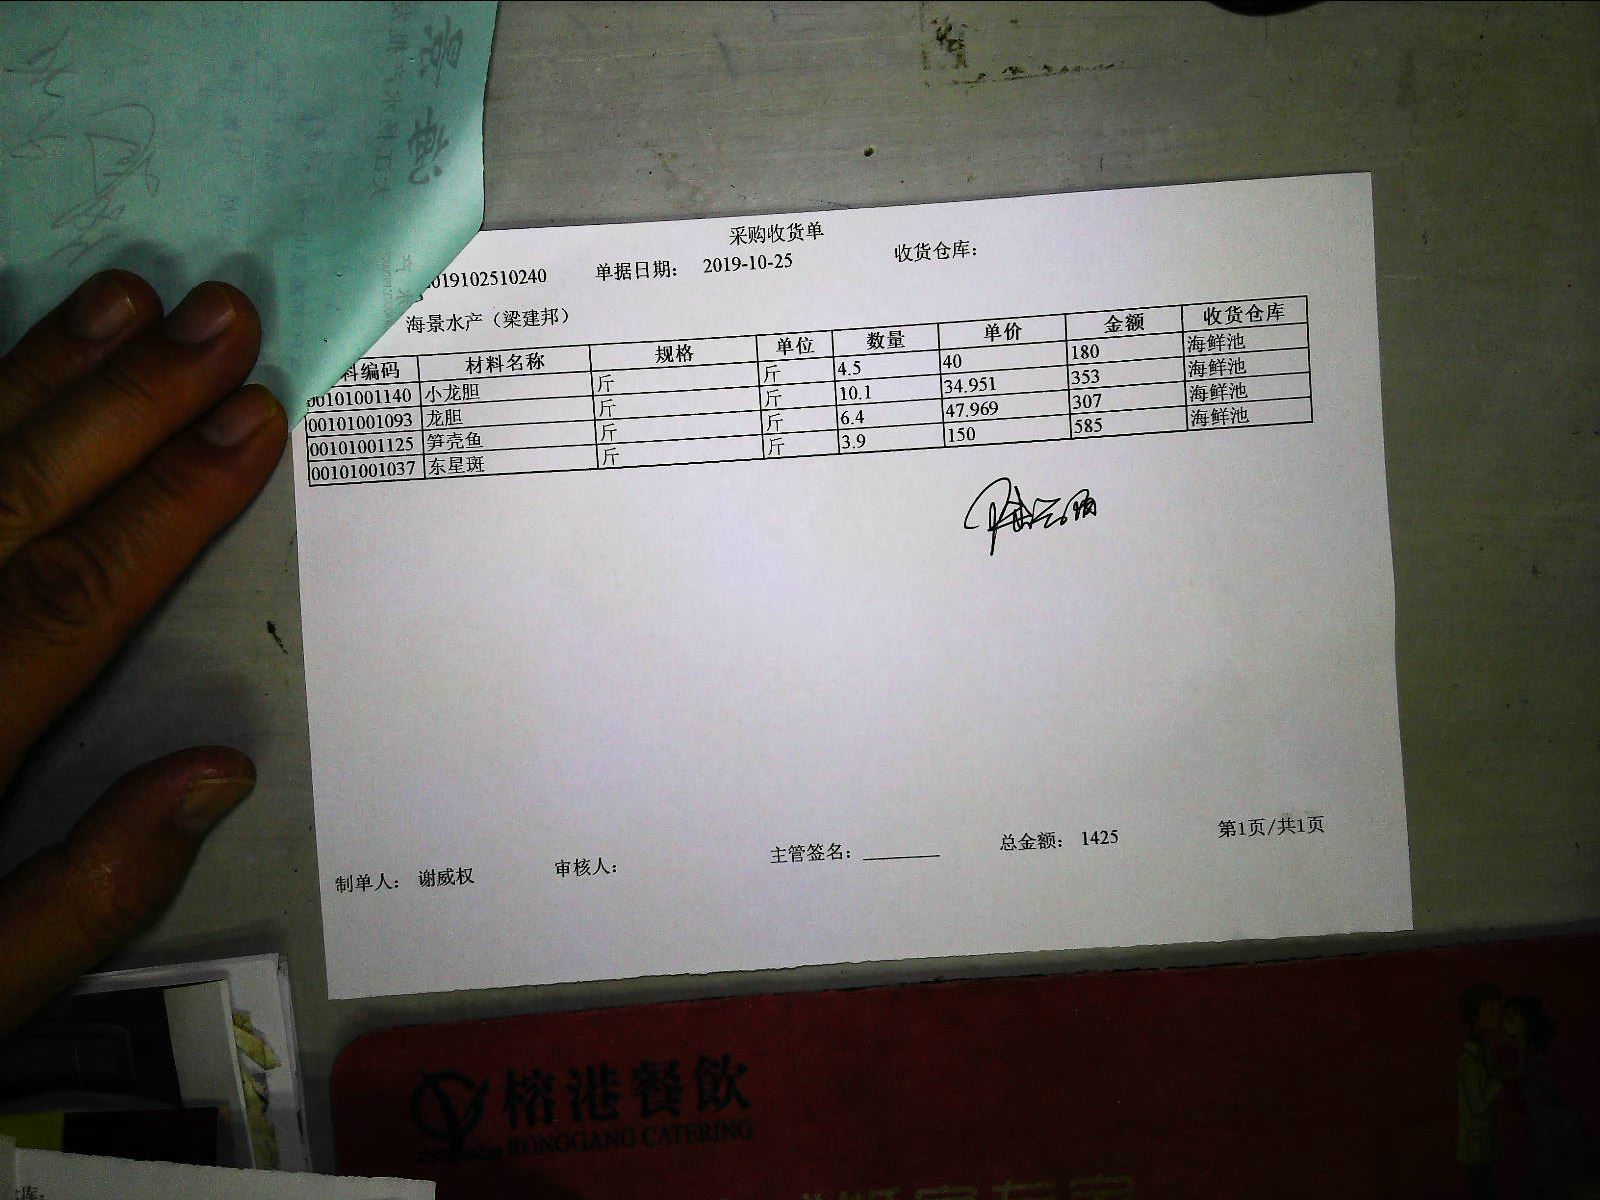 采购收货单
019102510240 单据日期： 2019-10-25 收货仓库：
海景水产（梁建邦）
料编码 材料名称 规格 单位 数量 单价 金额 收货仓库
00101001140 小龙胆 斤 斤 4.5 40 180 海鲜池
00101001093 龙胆 斤 斤 10.1 34.951 353 海鲜池
00101001125 笋壳鱼 斤 斤 6.4 47.969 307 海鲜池
00101001037 东星斑 斤 斤 3.9 150 585 海鲜池
制单人： 谢威权 审核人： 主管签名： 总金额： 1425 第1页/共1页
榕港餐飲
RONGGANG CATERING
库：